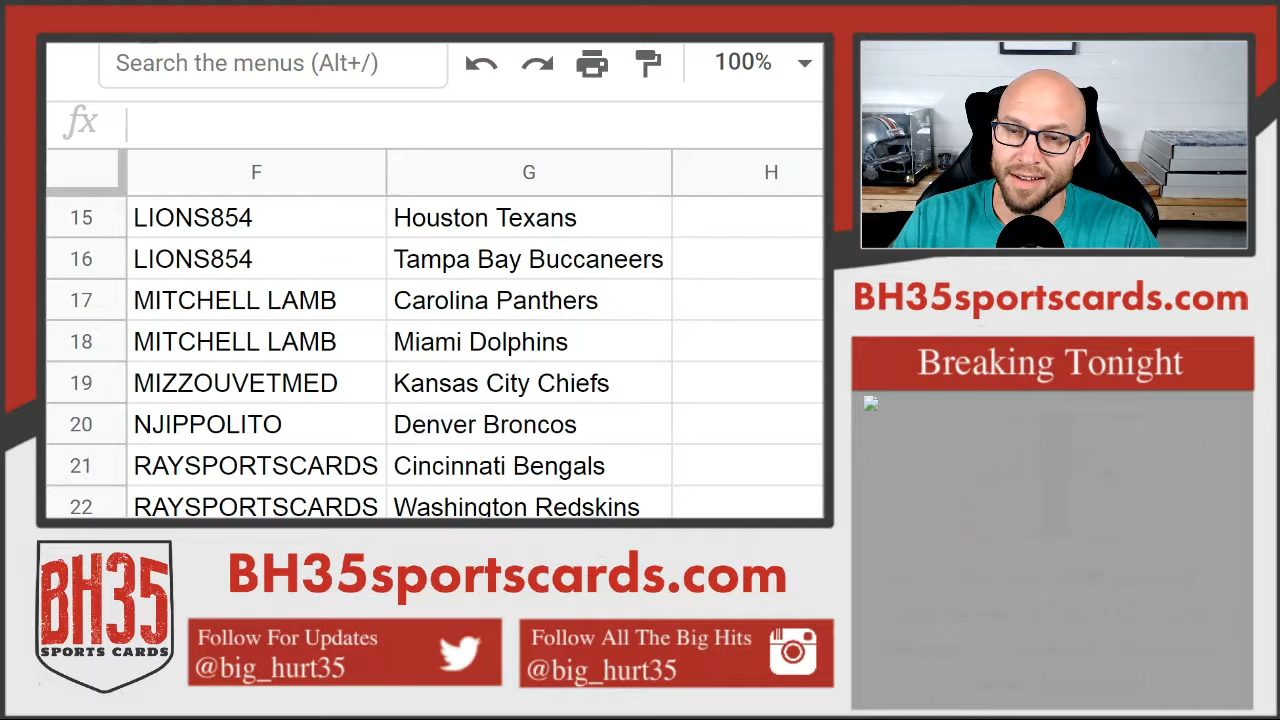 Search the menus (Alt+/)
100%
fx
F G H
15 LIONS854 Houston Texans
16 LIONS854 Tampa Bay Buccaneers
17 MITCHELL LAMB Carolina Panthers
18 MITCHELL LAMB Miami Dolphins
19 MIZZOUVETMED Kansas City Chiefs
20 NJIPPOLITO Denver Broncos
21 RAYSPORTSCARDS Cincinnati Bengals
22 RAYSPORTSCARDS Washington Redskins
BH35sportscards.com
Breaking Tonight
BH35
SPORTS CARDS
BH35sportscards.com
Follow For Updates
@big_hurt35
Follow All The Big Hits
@big_hurt35